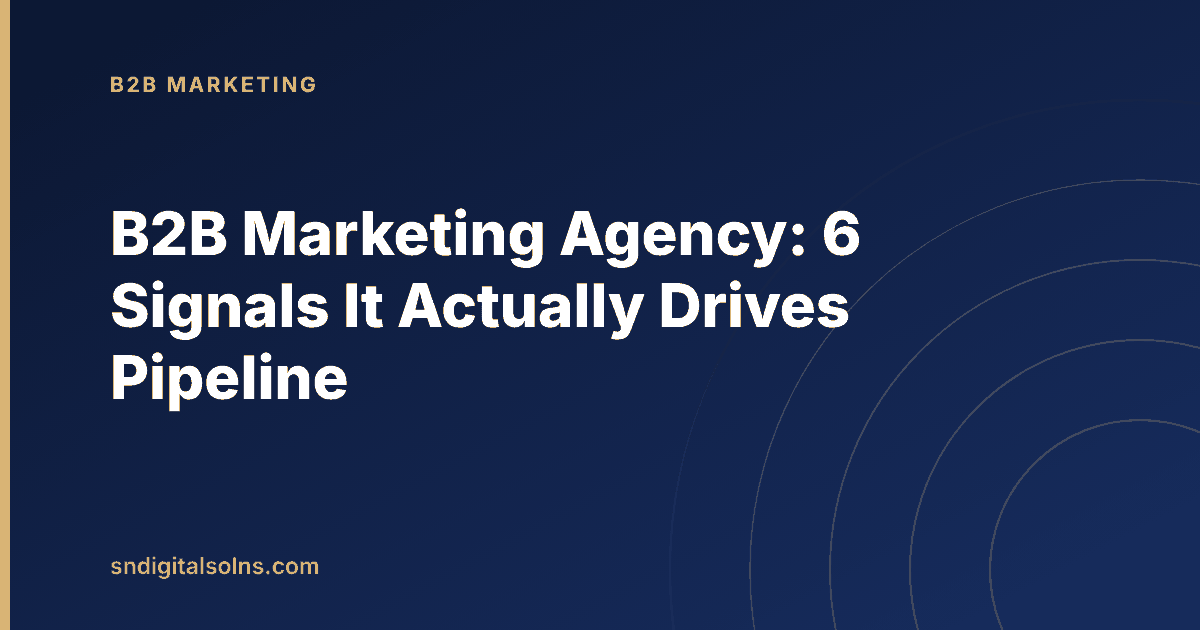 B2B MARKETING
B2B Marketing Agency: 6
Signals It Actually Drives
Pipeline
sndigitalsolns.com